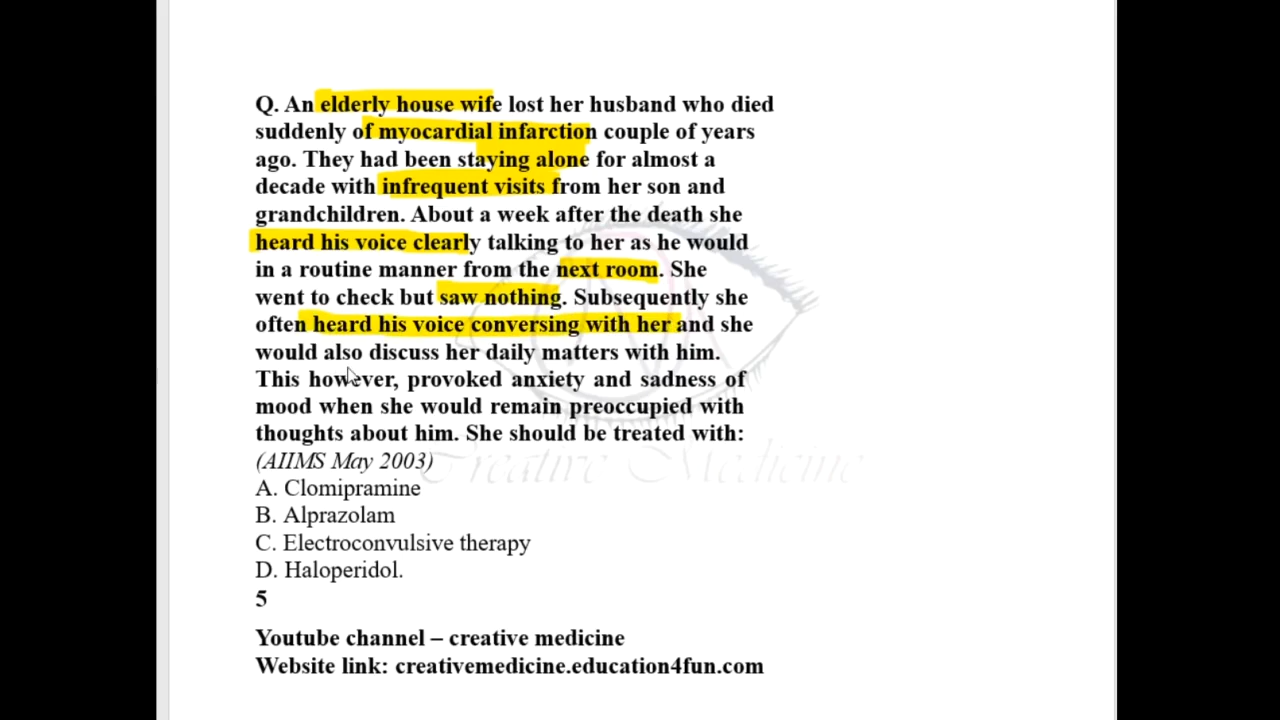 Q. An elderly house wife lost her husband who died
suddenly of myocardial infarction couple of years
ago. They had been staying alone for almost a
decade with infrequent visits from her son and
grandchildren. About a week after the death she
heard his voice clearly talking to her as he would
in a routine manner from the next room. She
went to check but saw nothing. Subsequently she
often heard his voice conversing with her and she
would also discuss her daily matters with him.
This however, provoked anxiety and sadness of
mood when she would remain preoccupied with
thoughts about him. She should be treated with:
(AIIMS May 2003)
Creative Medicine
A. Clomipramine
B. Alprazolam
C. Electroconvulsive therapy
D. Haloperidol.
5
Youtube channel – creative medicine
Website link: creativemedicine.education4fun.com